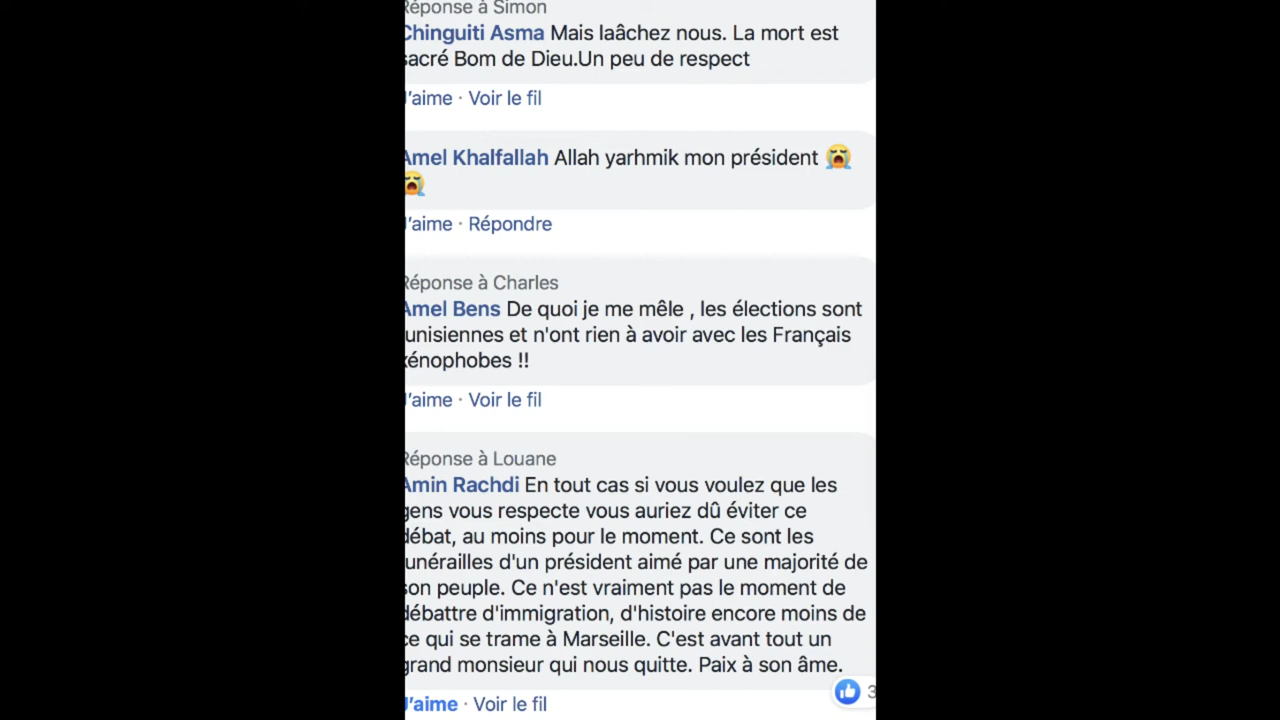 Réponse à Simon
Chinguiti Asma Mais laâchez nous. La mort est
sacré Bom de Dieu.Un peu de respect
J'aime · Voir le fil
Amel Khalfallah Allah yarhmik mon président 😭
😭
J'aime · Répondre
Réponse à Charles
Amel Bens De quoi je me mêle , les élections sont
tunisiennes et n'ont rien à avoir avec les Français
xénophobes !!
J'aime · Voir le fil
Réponse à Louane
Amin Rachdi En tout cas si vous voulez que les
gens vous respecte vous auriez dû éviter ce
débat, au moins pour le moment. Ce sont les
funérailles d'un président aimé par une majorité de
son peuple. Ce n'est vraiment pas le moment de
débattre d'immigration, d'histoire encore moins de
ce qui se trame à Marseille. C'est avant tout un
grand monsieur qui nous quitte. Paix à son âme.
3
J'aime · Voir le fil